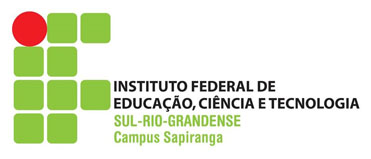 INSTITUTO FEDERAL DE
EDUCAÇÃO, CIÊNCIA E TECNOLOGIA
SUL-RIO-GRANDENSE
Campus Sapiranga